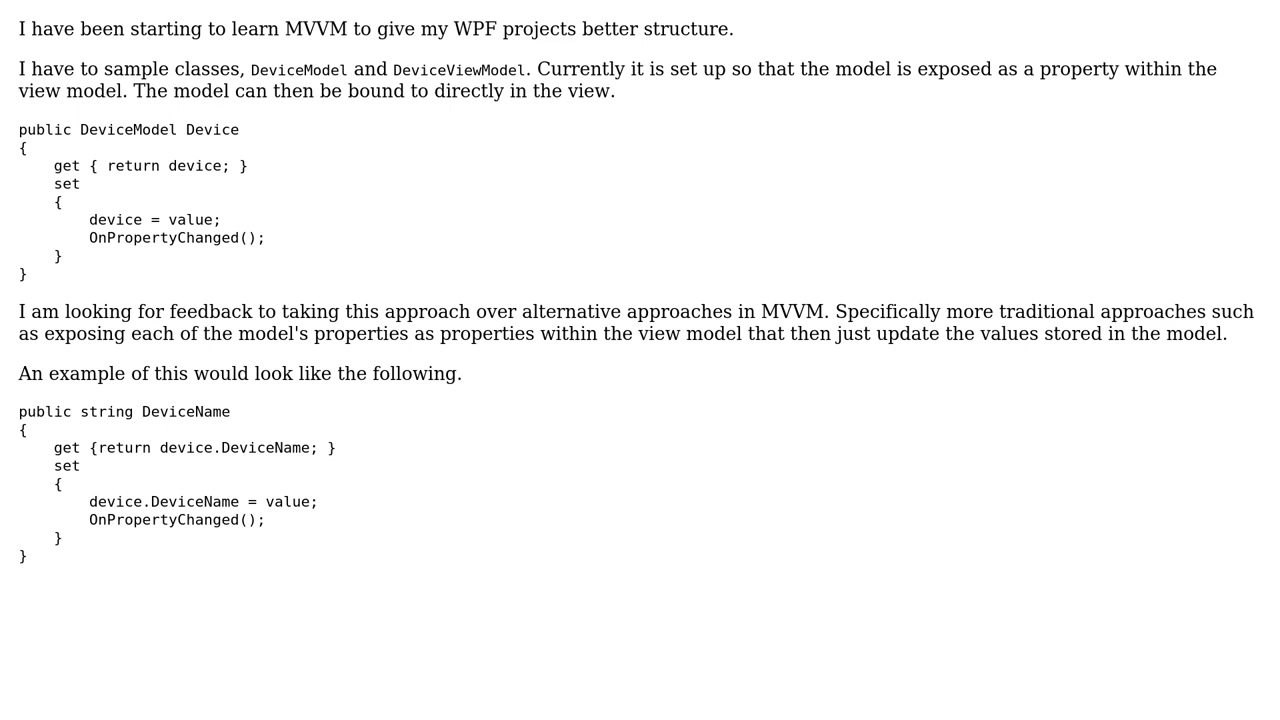 I have been starting to learn MVVM to give my WPF projects better structure.
I have to sample classes, DeviceModel and DeviceViewModel. Currently it is set up so that the model is exposed as a property within the
view model. The model can then be bound to directly in the view.
public DeviceModel Device
{
    get { return device; }
    set
    {
        device = value;
        OnPropertyChanged();
    }
}
I am looking for feedback to taking this approach over alternative approaches in MVVM. Specifically more traditional approaches such
as exposing each of the model's properties as properties within the view model that then just update the values stored in the model.
An example of this would look like the following.
public string DeviceName
{
    get {return device.DeviceName; }
    set
    {
        device.DeviceName = value;
        OnPropertyChanged();
    }
}